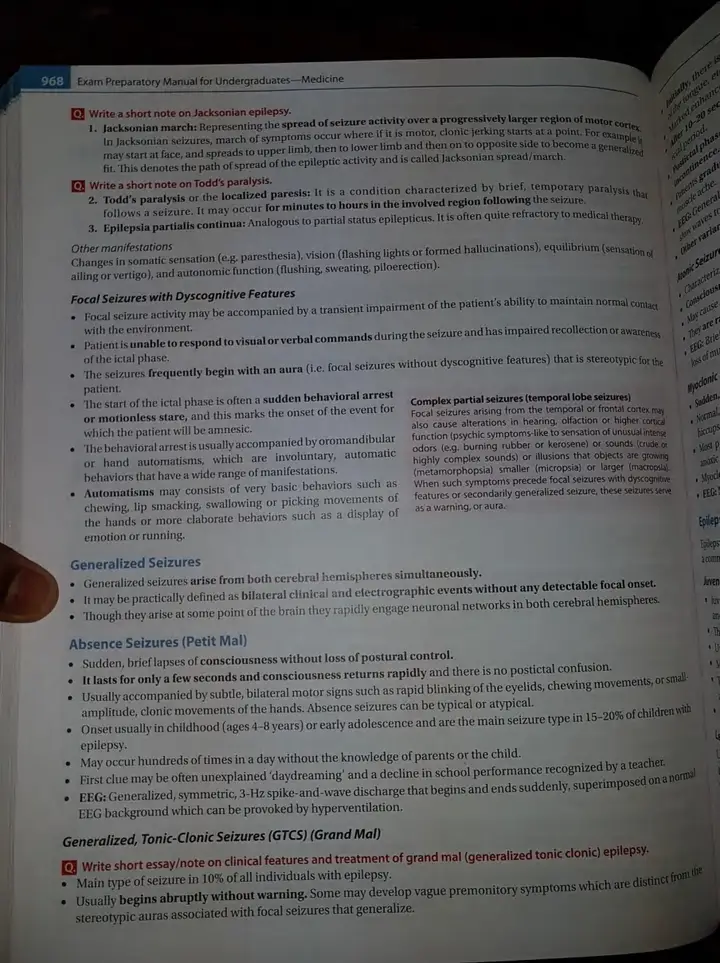 968 Exam Preparatory Manual for Undergraduates—Medicine
Q. Write a short note on Jacksonian epilepsy.
1. Jacksonian march: Representing the spread of seizure activity over a progressively larger region of motor cortex.
In Jacksonian seizures, march of symptoms occur where if it is motor, clonic jerking starts at a point. For example it
may start at face, and spreads to upper limb, then to lower limb and then on to opposite side to become a generalized
fit. This denotes the path of spread of the epileptic activity and is called Jacksonian spread/march.
Q. Write a short note on Todd's paralysis.
2. Todd's paralysis or the localized paresis: It is a condition characterized by brief, temporary paralysis that
follows a seizure. It may occur for minutes to hours in the involved region following the seizure.
3. Epilepsia partialis continua: Analogous to partial status epilepticus. It is often quite refractory to medical therapy.
Other manifestations
Changes in somatic sensation (e.g. paresthesia), vision (flashing lights or formed hallucinations), equilibrium (sensation of
ailing or vertigo), and autonomic function (flushing, sweating, piloerection).
Focal Seizures with Dyscognitive Features
• Focal seizure activity may be accompanied by a transient impairment of the patient's ability to maintain normal contact
with the environment.
• Patient is unable to respond to visual or verbal commands during the seizure and has impaired recollection or awareness
of the ictal phase.
• The seizures frequently begin with an aura (i.e. focal seizures without dyscognitive features) that is stereotypic for the
patient.
• The start of the ictal phase is often a sudden behavioral arrest
or motionless stare, and this marks the onset of the event for
which the patient will be amnesic.
• The behavioral arrest is usually accompanied by oromandibular
or hand automatisms, which are involuntary, automatic
behaviors that have a wide range of manifestations.
• Automatisms may consists of very basic behaviors such as
chewing, lip smacking, swallowing or picking movements of
the hands or more elaborate behaviors such as a display of
emotion or running.
Complex partial seizures (temporal lobe seizures)
Focal seizures arising from the temporal or frontal cortex may
also cause alterations in hearing, olfaction or higher cortical
function (psychic symptoms-like to sensation of unusual intense
odors (e.g. burning rubber or kerosene) or sounds (crude or
highly complex sounds) or illusions that objects are growing
(metamorphopsia) smaller (micropsia) or larger (macropsia).
When such symptoms precede focal seizures with dyscognitive
features or secondarily generalized seizure, these seizures serve
as a warning, or aura.
Generalized Seizures
• Generalized seizures arise from both cerebral hemispheres simultaneously.
• It may be practically defined as bilateral clinical and electrographic events without any detectable focal onset.
• Though they arise at some point of the brain they rapidly engage neuronal networks in both cerebral hemispheres.
Absence Seizures (Petit Mal)
• Sudden, brief lapses of consciousness without loss of postural control.
• It lasts for only a few seconds and consciousness returns rapidly and there is no postictal confusion.
• Usually accompanied by subtle, bilateral motor signs such as rapid blinking of the eyelids, chewing movements, or small
amplitude, clonic movements of the hands. Absence seizures can be typical or atypical.
• Onset usually in childhood (ages 4–8 years) or early adolescence and are the main seizure type in 15–20% of children with
epilepsy.
• May occur hundreds of times in a day without the knowledge of parents or the child.
• First clue may be often unexplained 'daydreaming' and a decline in school performance recognized by a teacher.
• EEG: Generalized, symmetric, 3-Hz spike-and-wave discharge that begins and ends suddenly, superimposed on a normal
EEG background which can be provoked by hyperventilation.
Generalized, Tonic-Clonic Seizures (GTCS) (Grand Mal)
Q. Write short essay/note on clinical features and treatment of grand mal (generalized tonic clonic) epilepsy.
• Main type of seizure in 10% of all individuals with epilepsy.
• Usually begins abruptly without warning. Some may develop vague premonitory symptoms which are distinct from the
stereotypic auras associated with focal seizures that generalize.